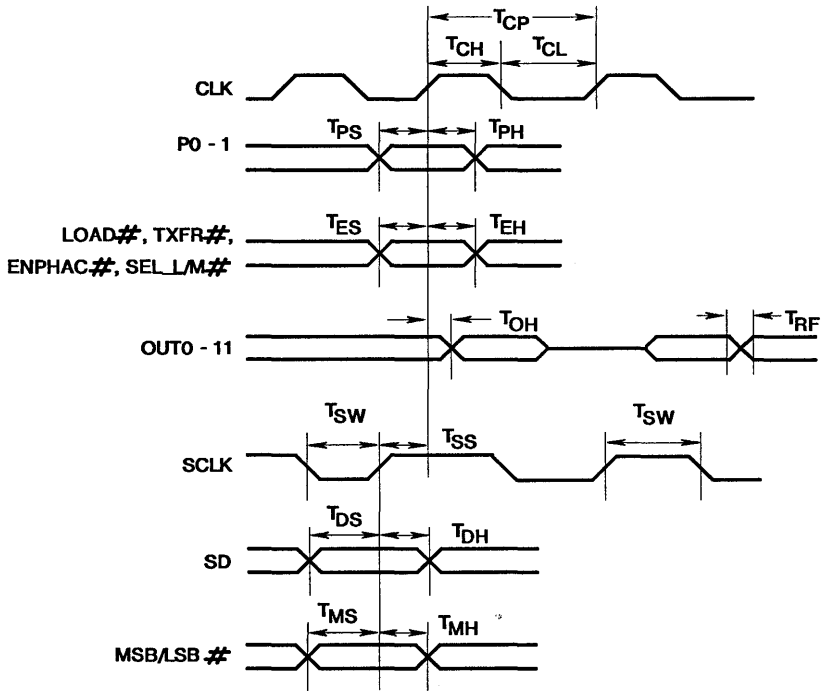 TCP
TCH TCL
CLK
P0 - 1 TPS TPH
LOAD#, TXFR#, TES TEH
ENPHAC#, SEL_L/M#
TOH TRF
OUT0 - 11
TSW TSS TSW
SCLK
TDS TDH
SD
TMS TMH
MSB/LSB #